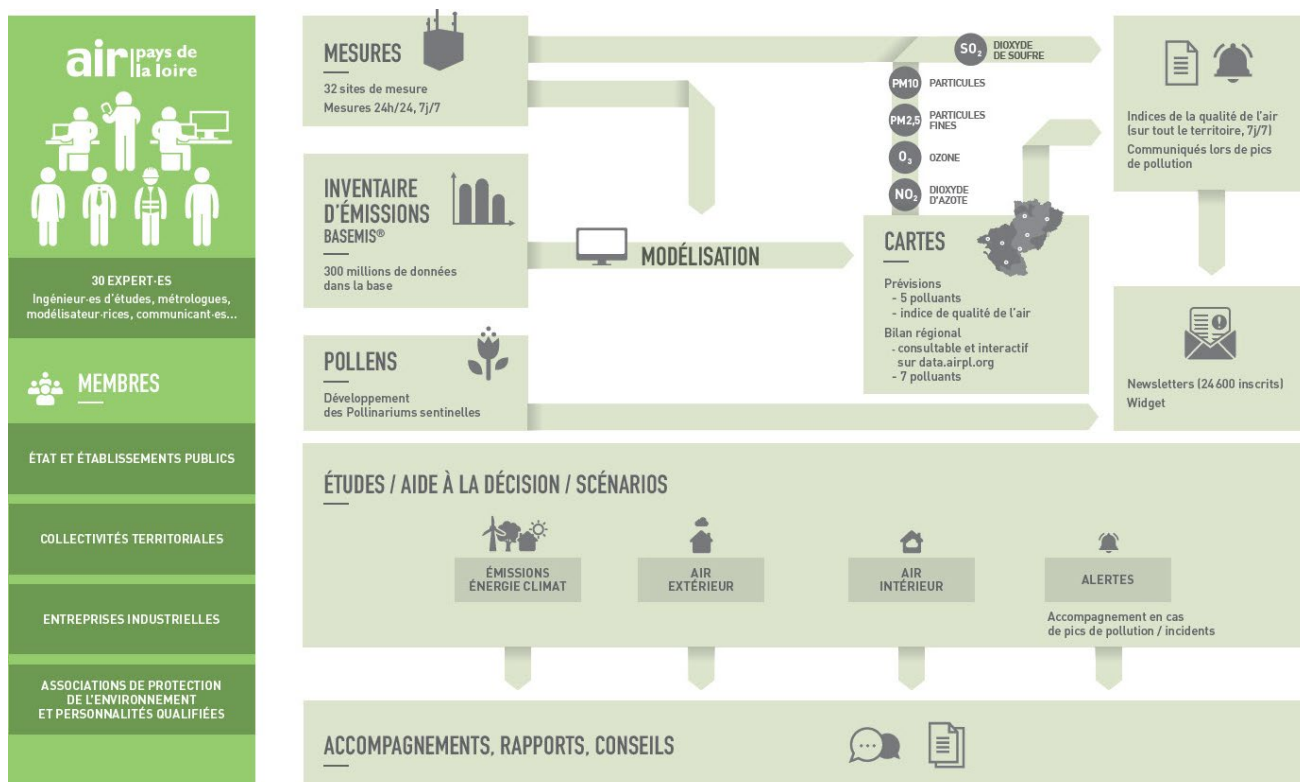 air pays de
la loire
30 EXPERT·ES
Ingénieur·es d'études, métrologues,
modélisateur·rices, communicant·es...
MEMBRES
ÉTAT ET ÉTABLISSEMENTS PUBLICS
COLLECTIVITÉS TERRITORIALES
ENTREPRISES INDUSTRIELLES
ASSOCIATIONS DE PROTECTION
DE L'ENVIRONNEMENT
ET PERSONNALITÉS QUALIFIÉES
MESURES
32 sites de mesure
Mesures 24h/24, 7j/7
INVENTAIRE
D'ÉMISSIONS
BASEMIS®
300 millions de données
dans la base
POLLENS
Développement
des Pollinariums sentinelles
MODÉLISATION
SO₂ DIOXYDE
DE SOUFRE
PM10 PARTICULES
PM2,5 PARTICULES
FINES
O₃ OZONE
NO₂ DIOXYDE
D'AZOTE
CARTES
Prévisions
- 5 polluants
- indice de qualité de l'air
Bilan régional
- consultable et interactif
sur data.airpl.org
- 7 polluants
Indices de la qualité de l'air
(sur tout le territoire, 7j/7)
Communiqués lors de pics
de pollution
Newsletters (24 600 inscrits)
Widget
ÉTUDES / AIDE À LA DÉCISION / SCÉNARIOS
ÉMISSIONS
ÉNERGIE CLIMAT
AIR
EXTÉRIEUR
AIR
INTÉRIEUR
ALERTES
Accompagnement en cas
de pics de pollution / incidents
ACCOMPAGNEMENTS, RAPPORTS, CONSEILS